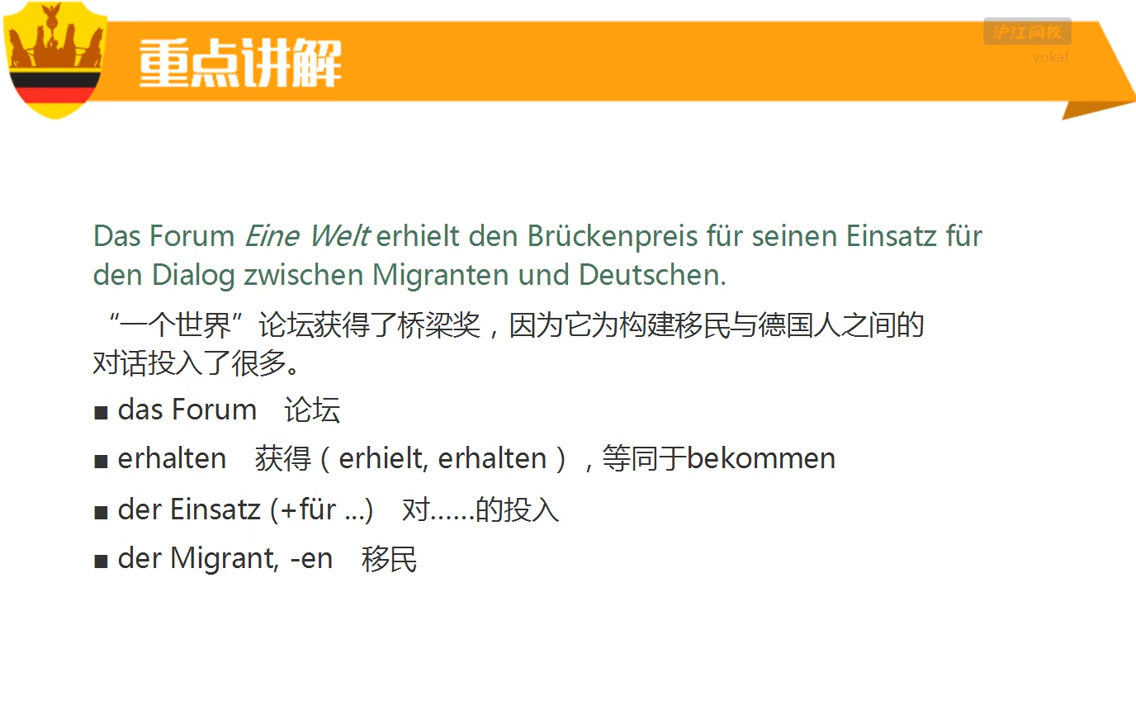 重点讲解
沪江网校
yokaf
Das Forum Eine Welt erhielt den Brückenpreis für seinen Einsatz für
den Dialog zwischen Migranten und Deutschen.
“一个世界”论坛获得了桥梁奖，因为它为构建移民与德国人之间的
对话投入了很多。
■ das Forum 论坛
■ erhalten 获得（erhielt, erhalten），等同于bekommen
■ der Einsatz (+für ...) 对……的投入
■ der Migrant, -en 移民